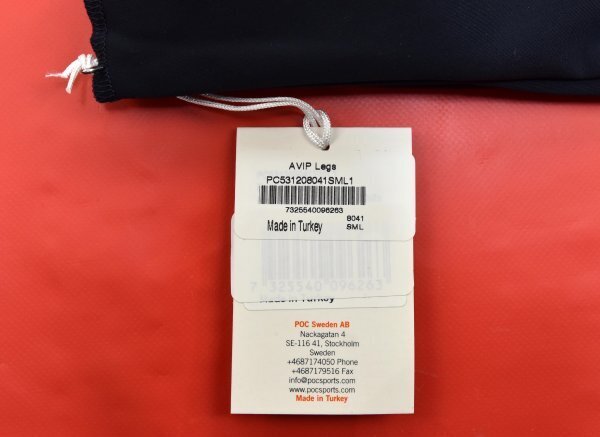 AVIP Legs
PC531208041SML1
7325540096263
Made in Turkey
8041
SML
7 325540 096263
Made in Turkey
POC Sweden AB
Nackagatan 4
SE-116 41, Stockholm
Sweden
+4687174050 Phone
+4687179516 Fax
info@pocsports.com
www.pocsports.com
Made in Turkey